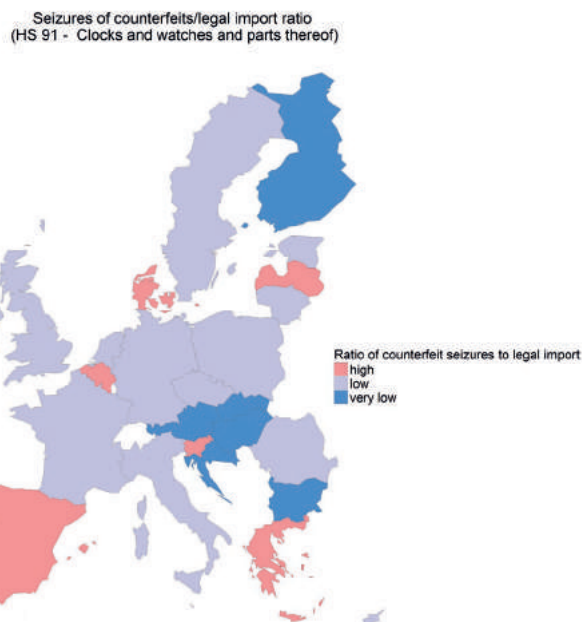 Seizures of counterfeits/legal import ratio
(HS 91 - Clocks and watches and parts thereof)
Ratio of counterfeit seizures to legal import
high
low
very low